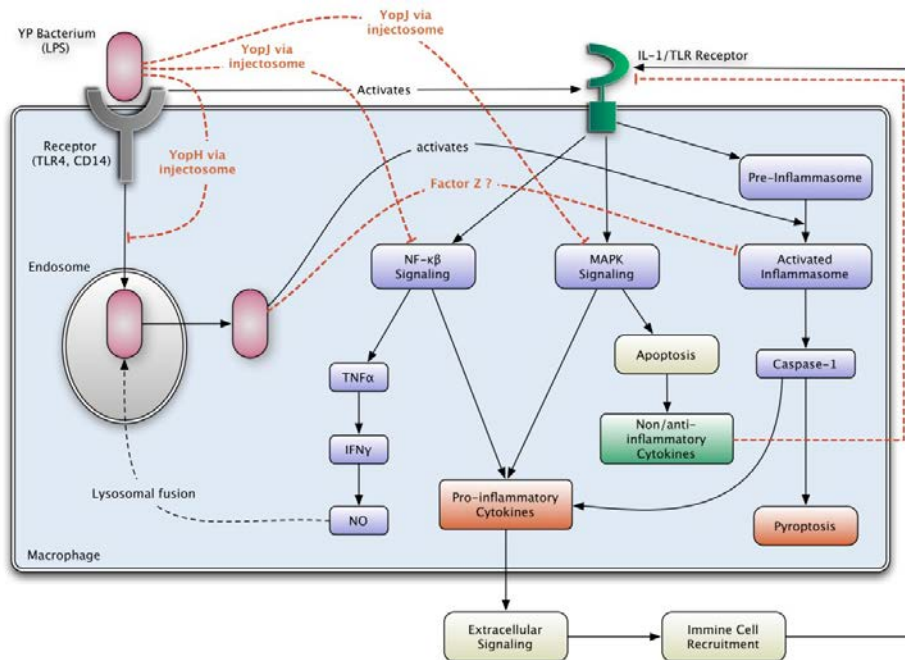 YP Bacterium
(LPS)
YopJ via
injectosome
YopJ via
injectosome
IL-1/TLR Receptor
Activates
Receptor
(TLR4, CD14)
YopH via
injectosome
activates
Factor Z ?
Pre-Inflammasome
Endosome
NF-κβ
Signaling
MAPK
Signaling
Activated
Inflammasome
TNFα
Apoptosis
Caspase-1
IFNγ
Non/anti-
inflammatory
Cytokines
Lysosomal fusion
NO
Pro-inflammatory
Cytokines
Pyroptosis
Macrophage
Extracellular
Signaling
Immine Cell
Recruitment